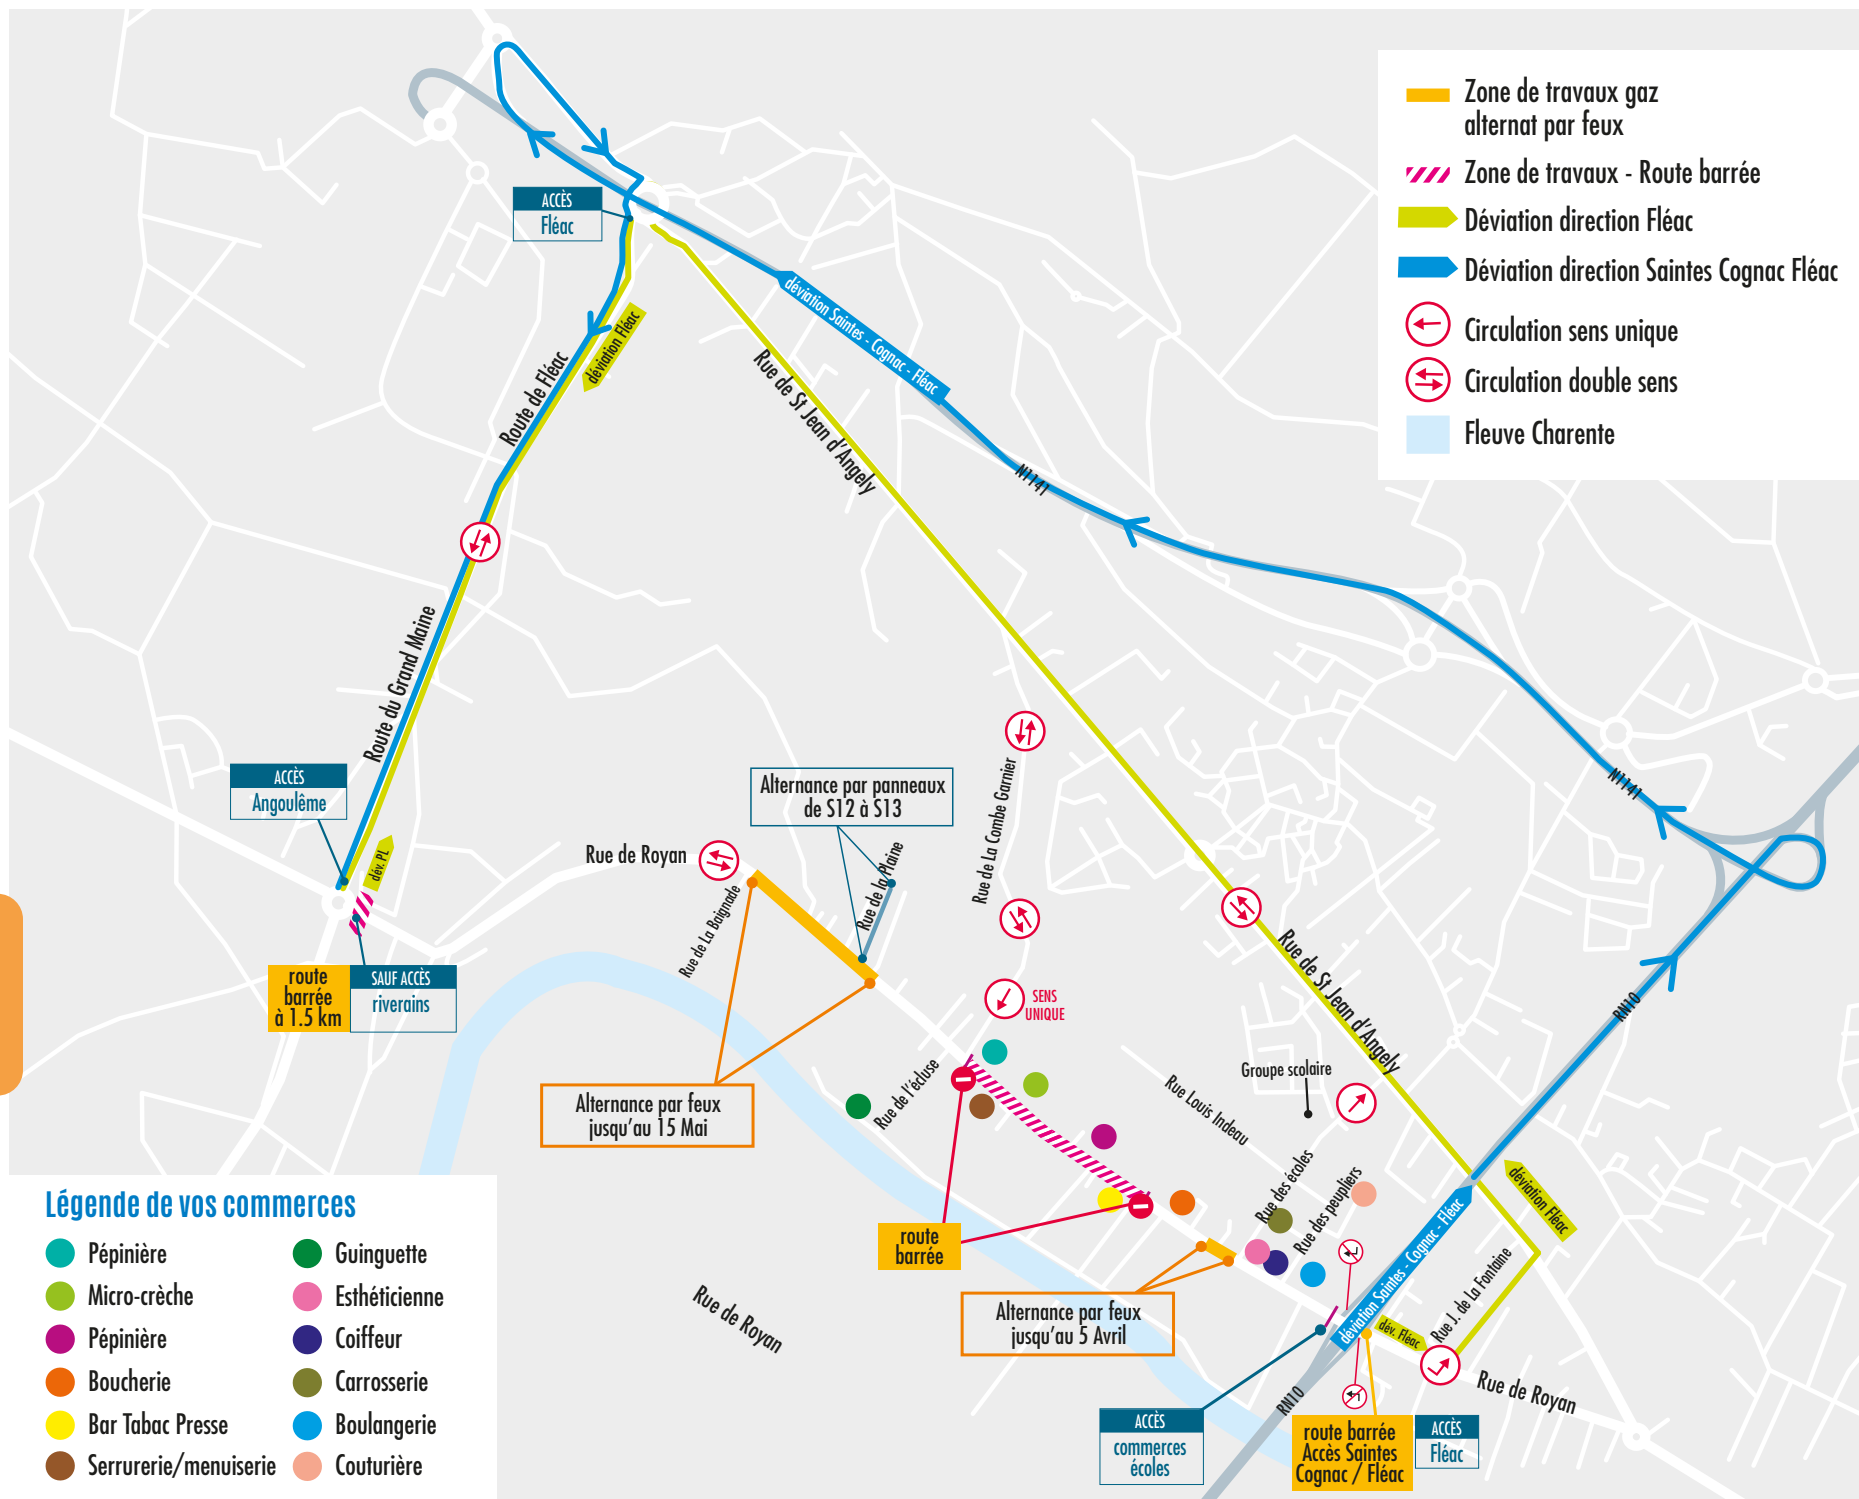 Zone de travaux gaz
alternat par feux
Zone de travaux - Route barrée
Déviation direction Fléac
Déviation direction Saintes Cognac Fléac
Circulation sens unique
Circulation double sens
Fleuve Charente
ACCÈS
Fléac
déviation Saintes - Cognac - Fléac
déviation Fléac
Route de Fléac
Rue de St Jean d'Angely
N1141
Route du Grand Maine
N1141
ACCÈS
Angoulême
dév. PL
Rue de Royan
Alternance par panneaux
de S12 à S13
Rue de La Combe Garnier
Rue de la Plaine
Rue de La Baignade
route
barrée
à 1.5 km
SAUF ACCÈS
riverains
SENS
UNIQUE
Rue de St Jean d'Angely
RN10
Alternance par feux
jusqu'au 15 Mai
Rue de l'écluse
Groupe scolaire
Rue Louis Indeau
Rue des écoles
Rue des peupliers
déviation Fléac
route
barrée
déviation Saintes - Cognac - Fléac
Rue J. de La Fontaine
Rue de Royan
Alternance par feux
jusqu'au 5 Avril
dév. Fléac
Rue de Royan
RN10
ACCÈS
commerces
écoles
route barrée
Accès Saintes
Cognac / Fléac
ACCÈS
Fléac
Légende de vos commerces
Pépinière
Micro-crèche
Pépinière
Boucherie
Bar Tabac Presse
Serrurerie/menuiserie
Guinguette
Esthéticienne
Coiffeur
Carrosserie
Boulangerie
Couturière